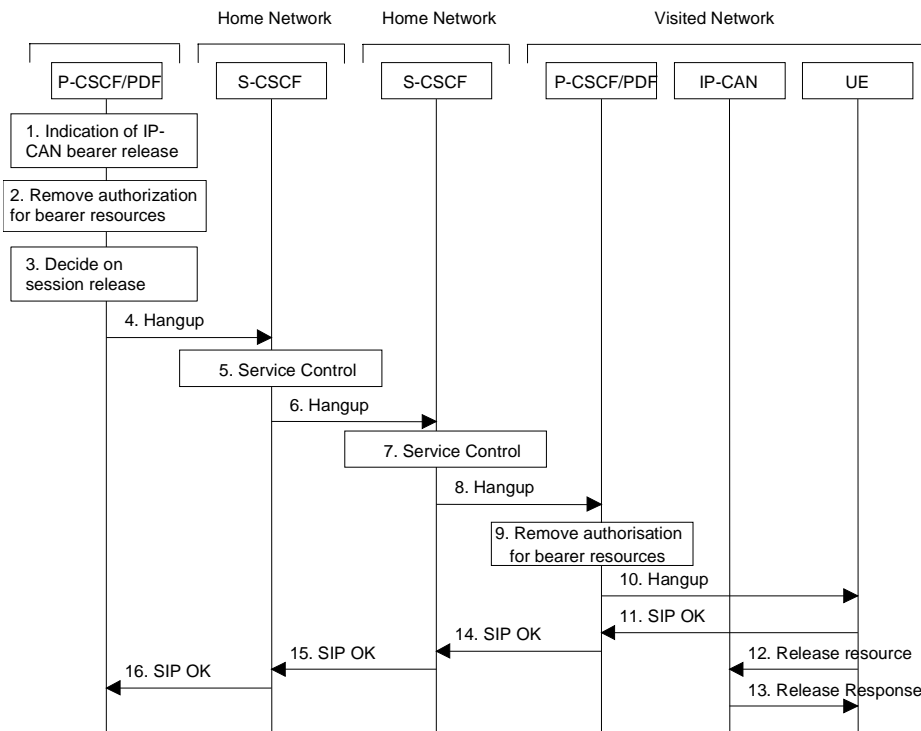 Home Network
Home Network
Visited Network
P-CSCF/PDF
S-CSCF
S-CSCF
P-CSCF/PDF
IP-CAN
UE
1. Indication of IP-
CAN bearer release
2. Remove authorization
for bearer resources
3. Decide on
session release
4. Hangup
5. Service Control
6. Hangup
7. Service Control
8. Hangup
9. Remove authorisation
for bearer resources
10. Hangup
11. SIP OK
14. SIP OK
12. Release resource
15. SIP OK
16. SIP OK
13. Release Response